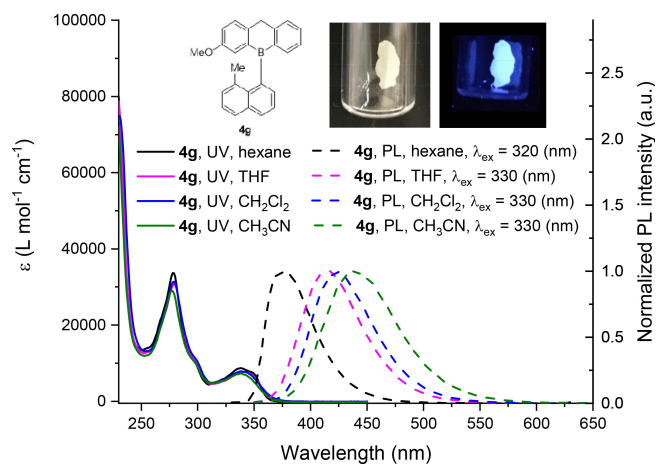 100000
80000
60000
40000
20000
0
ε (L mol⁻¹ cm⁻¹)
MeO
B
Me
4g
4g, UV, hexane
4g, UV, THF
4g, UV, CH₂Cl₂
4g, UV, CH₃CN
4g, PL, hexane, λₑₓ = 320 (nm)
4g, PL, THF, λₑₓ = 330 (nm)
4g, PL, CH₂Cl₂, λₑₓ = 330 (nm)
4g, PL, CH₃CN, λₑₓ = 330 (nm)
2.5
2.0
1.5
1.0
0.5
0.0
Normalized PL intensity (a.u.)
250 300 350 400 450 500 550 600 650
Wavelength (nm)